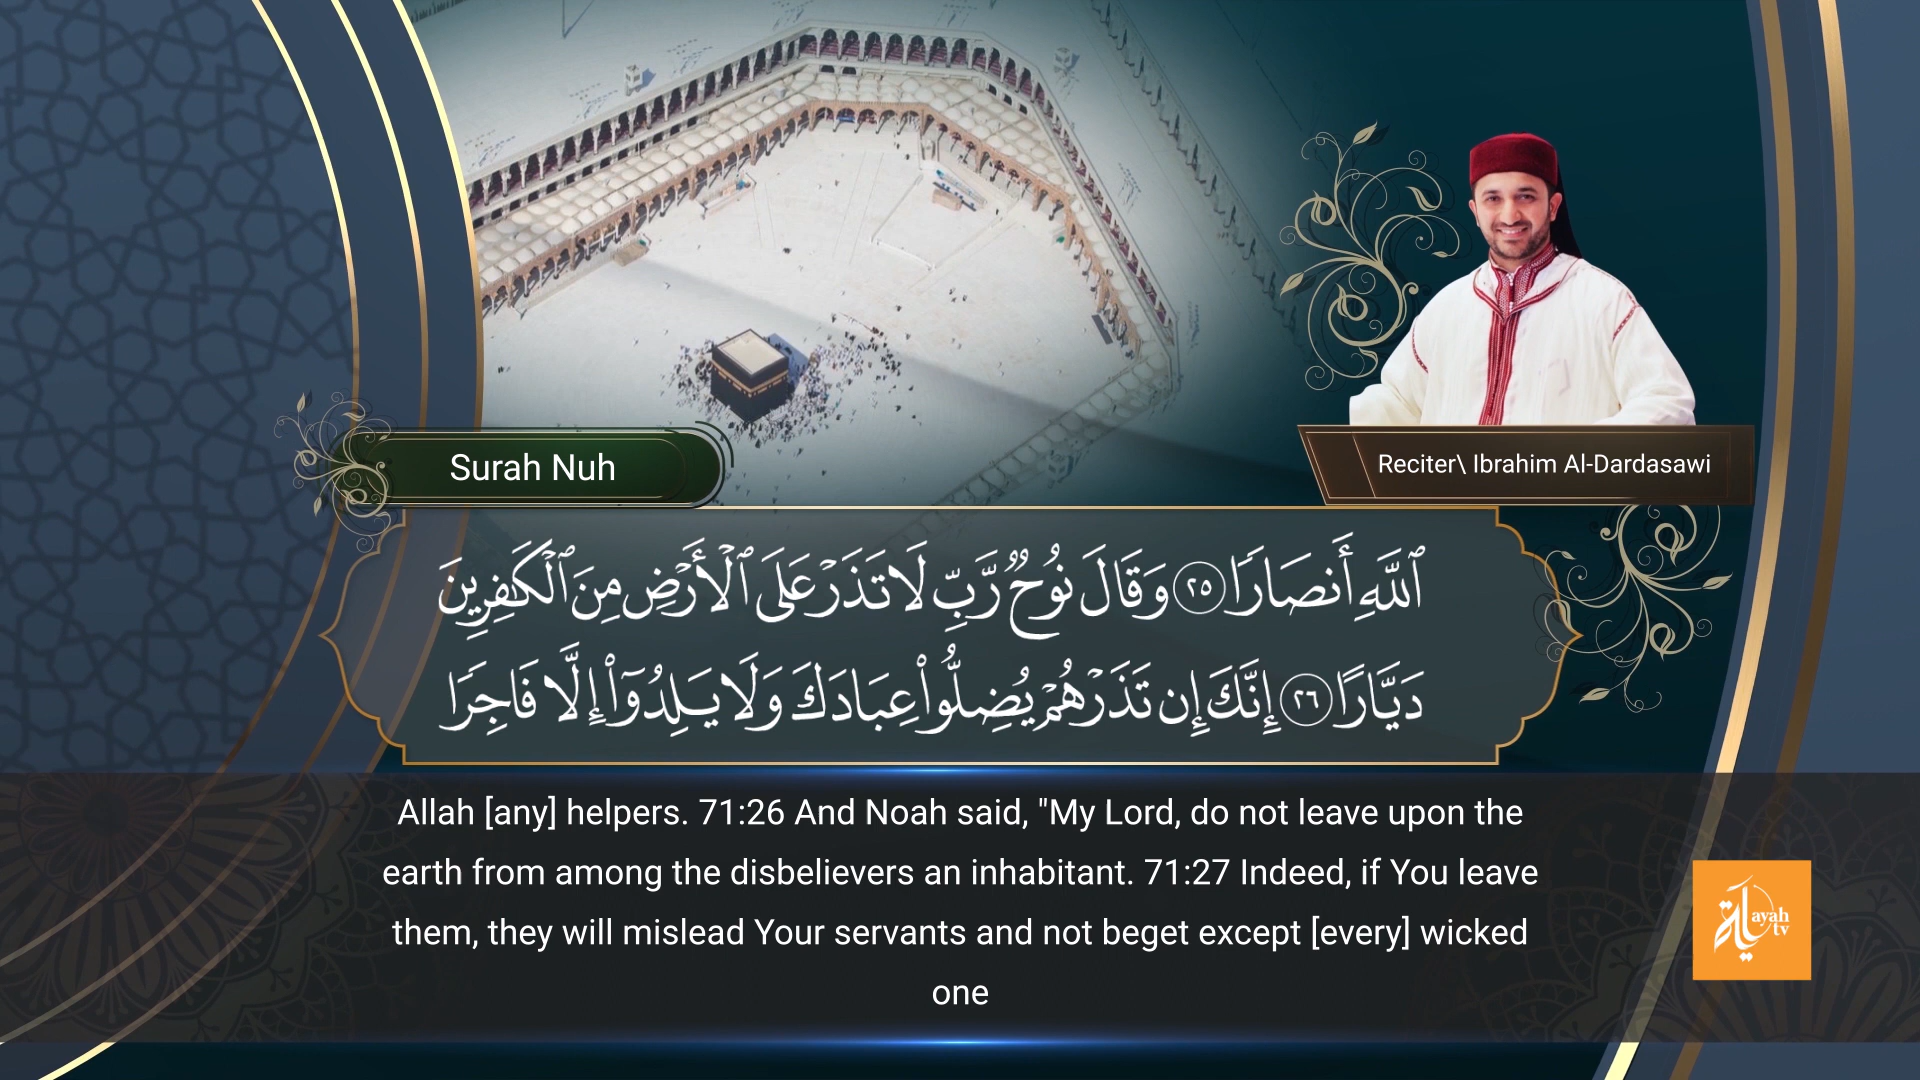 Surah Nuh
Reciter\ Ibrahim Al-Dardasawi
ٱللَّهِ أَنصَارًا ٢٥ وَقَالَ نُوحٌ رَّبِّ لَا تَذَرْ عَلَى ٱلْأَرْضِ مِنَ ٱلْكَٰفِرِينَ
دَيَّارًا ٢٦ إِنَّكَ إِن تَذَرْهُمْ يُضِلُّوا۟ عِبَادَكَ وَلَا يَلِدُوٓا۟ إِلَّا فَاجِرًا
Allah [any] helpers. 71:26 And Noah said, "My Lord, do not leave upon the
earth from among the disbelievers an inhabitant. 71:27 Indeed, if You leave
them, they will mislead Your servants and not beget except [every] wicked
one
آية
ayah
tv